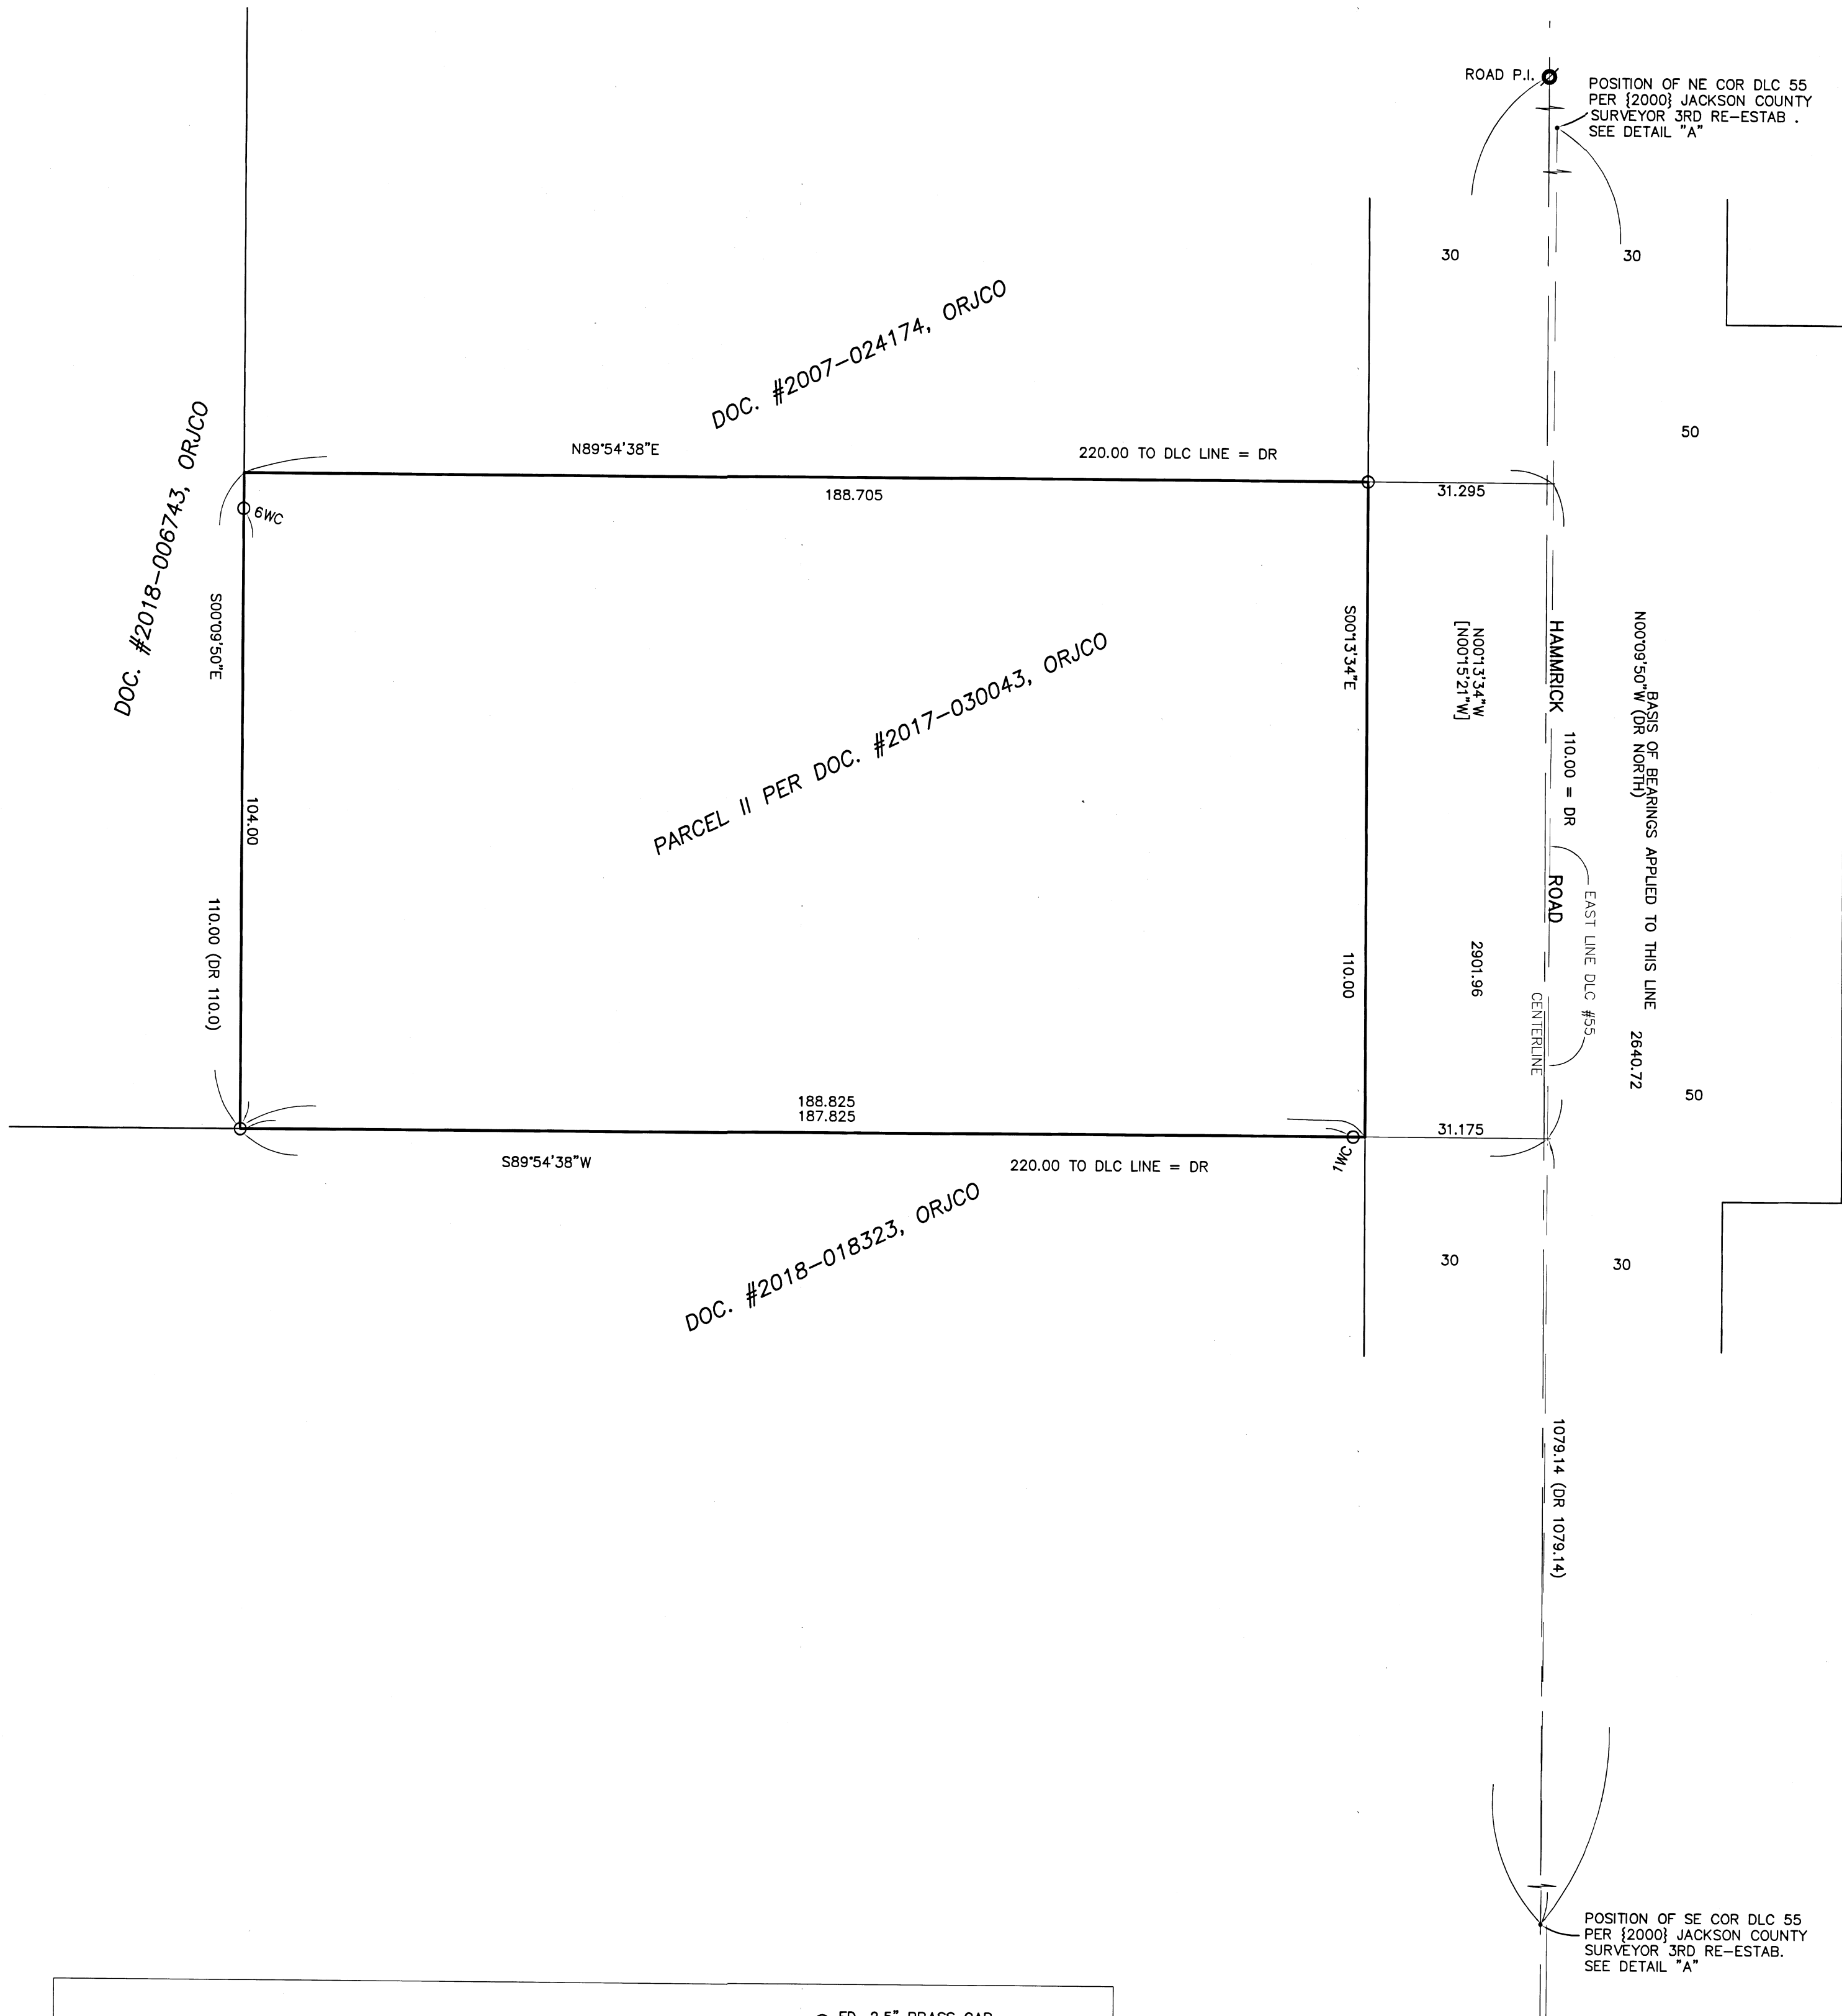 ROAD P.I.
POSITION OF NE COR DLC 55
PER {2000} JACKSON COUNTY
SURVEYOR 3RD RE-ESTAB .
SEE DETAIL "A"
30
30
DOC. #2007-024174, ORJCO
50
DOC. #2018-006743, ORJCO
N89°54'38"E
220.00 TO DLC LINE = DR
188.705
31.295
6WC
S00°09'50"E
104.00
110.00 (DR 110.0)
PARCEL II PER DOC. #2017-030043, ORJCO
S00°13'34"E
110.00
N00°13'34"W
[N00°15'21"W]
2901.96
HAMMRICK ROAD
110.00 = DR
EAST LINE DLC #55
CENTERLINE
BASIS OF BEARINGS APPLIED TO THIS LINE
N00°09'50"W (DR NORTH)
2640.72
50
188.825
187.825
31.175
1WC
S89°54'38"W
220.00 TO DLC LINE = DR
DOC. #2018-018323, ORJCO
30
30
1079.14 (DR 1079.14)
POSITION OF SE COR DLC 55
PER {2000} JACKSON COUNTY
SURVEYOR 3RD RE-ESTAB.
SEE DETAIL "A"
FD. 2.5" BRASS CAP